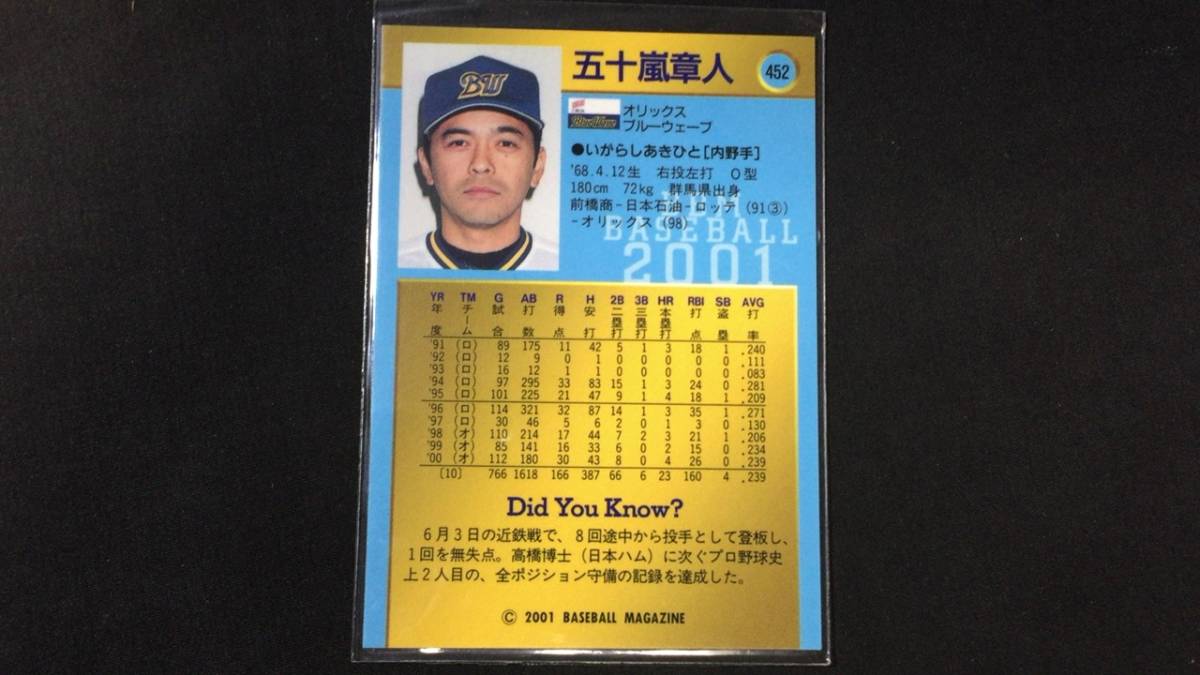 五十嵐章人
452
BW
BlueWave
オリックス
ブルーウェーブ
●いがらしあきひと[内野手]
'68.4.12生 右投左打 O型
180cm 72kg 群馬県出身
前橋商-日本石油-ロッテ(91③)
-オリックス(98)
BBM
BASEBALL
2001
YR TM G AB R H 2B 3B HR RBI SB AVG
年度 チーム 試合 打数 得点 安打 二塁打 三塁打 本塁打 打点 盗塁 打率
'91 (ロ) 89 175 11 42 5 1 3 18 1 .240
'92 (ロ) 12 9 0 1 0 0 0 0 0 .111
'93 (ロ) 16 12 1 1 0 0 0 0 0 .083
'94 (ロ) 97 295 33 83 15 1 3 24 0 .281
'95 (ロ) 101 225 21 47 9 1 4 18 1 .209
'96 (ロ) 114 321 32 87 14 1 3 35 1 .271
'97 (ロ) 30 46 5 6 2 0 1 3 0 .130
'98 (オ) 110 214 17 44 7 2 3 21 1 .206
'99 (オ) 85 141 16 33 6 0 2 15 0 .234
'00 (オ) 112 180 30 43 8 0 4 26 0 .239
〔10〕 766 1618 166 387 66 6 23 160 4 .239
Did You Know?
6月3日の近鉄戦で、8回途中から投手として登板し、
1回を無失点。高橋博士(日本ハム)に次ぐプロ野球史
上2人目の、全ポジション守備の記録を達成した。
© 2001 BASEBALL MAGAZINE